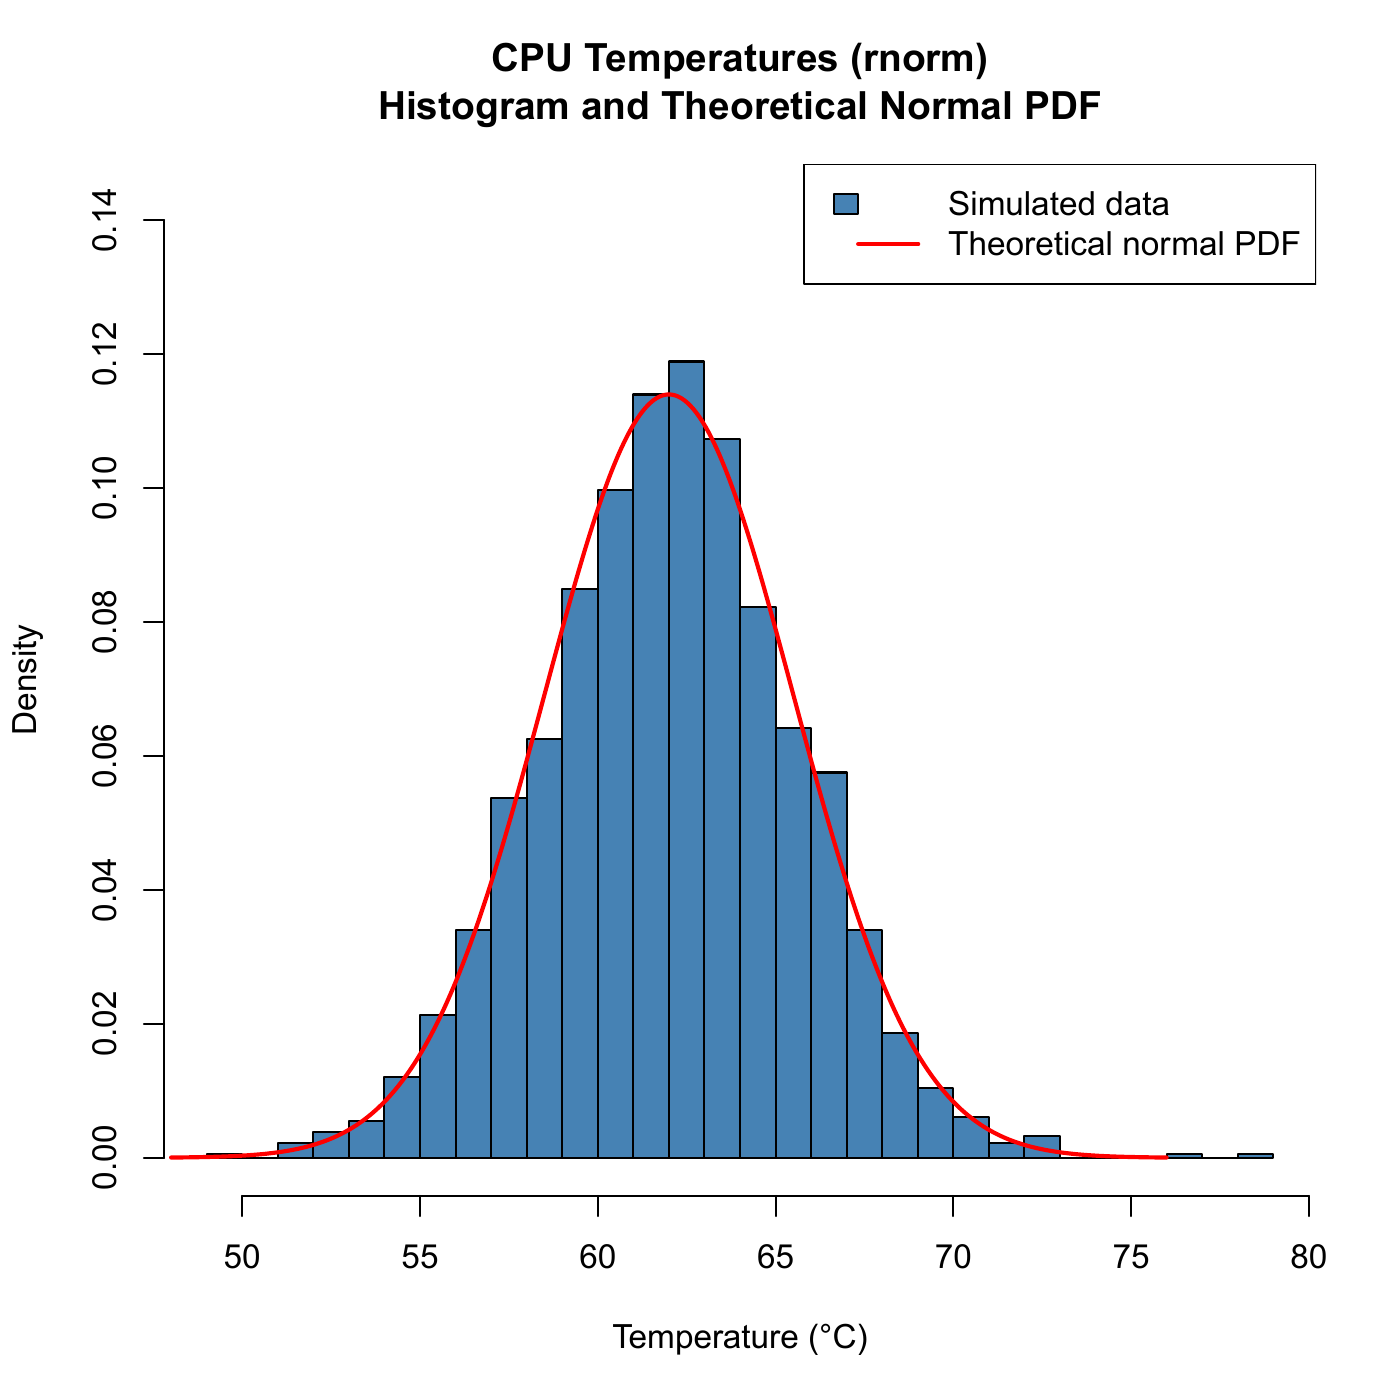 CPU Temperatures (rnorm)
Histogram and Theoretical Normal PDF
Simulated data
Theoretical normal PDF
0.14
0.12
0.10
0.08
0.06
0.04
0.02
0.00
Density
50 55 60 65 70 75 80
Temperature (°C)